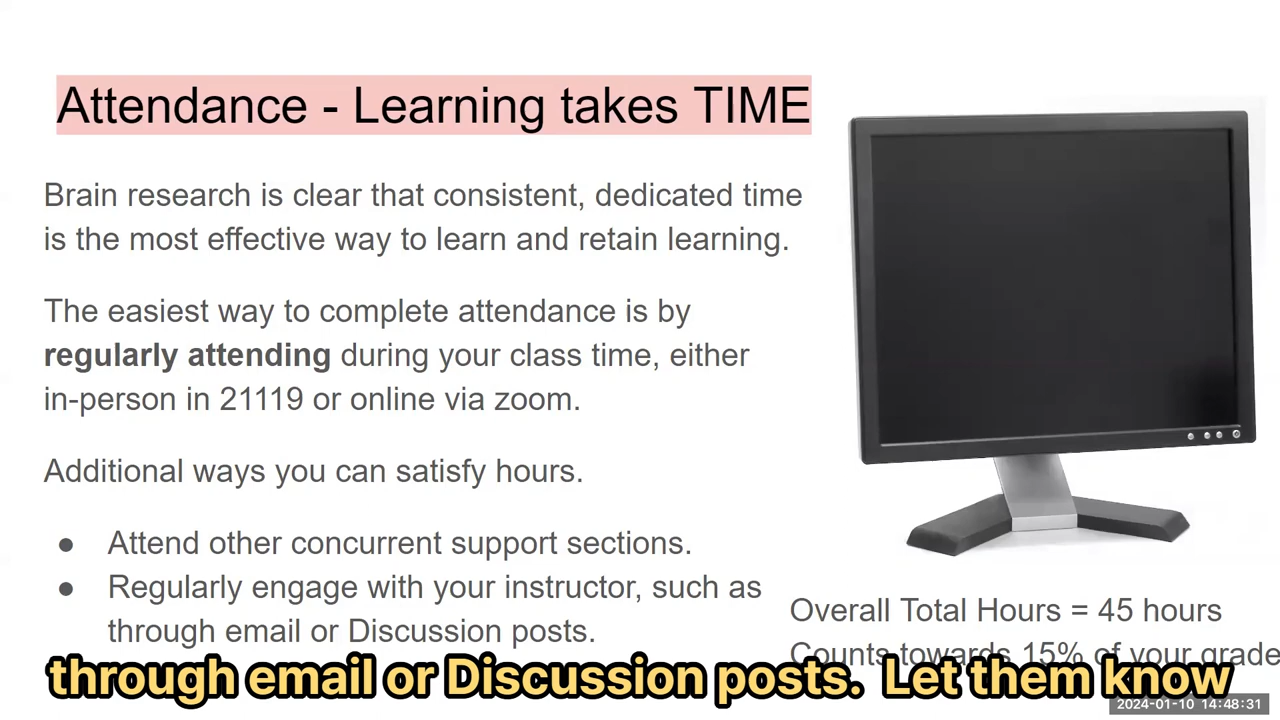 Attendance - Learning takes TIME
Brain research is clear that consistent, dedicated time
is the most effective way to learn and retain learning.
The easiest way to complete attendance is by
regularly attending during your class time, either
in-person in 21119 or online via zoom.
Additional ways you can satisfy hours.
● Attend other concurrent support sections.
● Regularly engage with your instructor, such as
through email or Discussion posts.
Overall Total Hours = 45 hours
Counts towards 15% of your grade
through email or Discussion posts. Let them know
2024-01-10 14:48:31